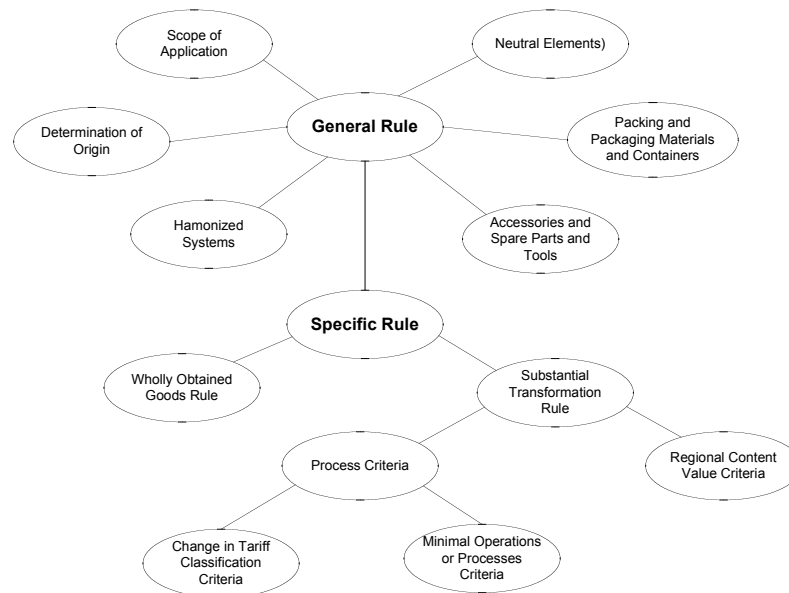 Scope of
Application
Neutral Elements)
General Rule
Determination of
Origin
Packing and
Packaging Materials
and Containers
Hamonized
Systems
Accessories and
Spare Parts and
Tools
Specific Rule
Wholly Obtained
Goods Rule
Substantial
Transformation
Rule
Process Criteria
Regional Content
Value Criteria
Change in Tariff
Classification
Criteria
Minimal Operations
or Processes
Criteria